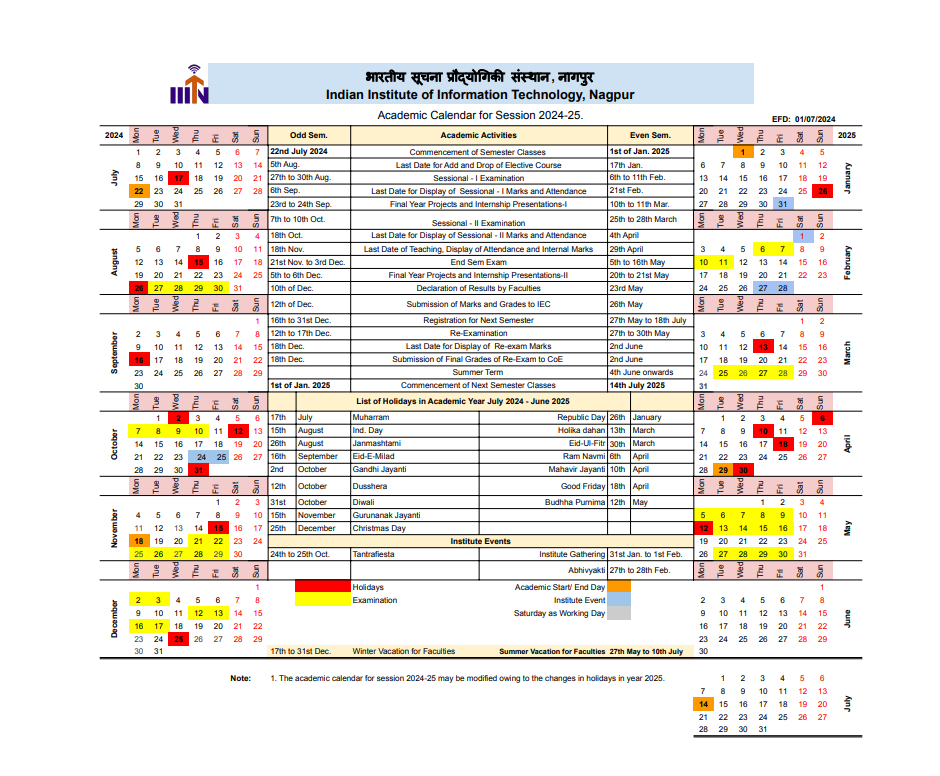 भारतीय सूचना प्रौद्योगिकी संस्थान, नागपुर
IIITN
Indian Institute of Information Technology, Nagpur
Academic Calendar for Session 2024-25.
EFD: 01/07/2024
2024 Mon Tue Wed Thu Fri Sat Sun Odd Sem. Academic Activities Even Sem. Mon Tue Wed Thu Fri Sat Sun 2025
1 2 3 4 5 6 7 22nd July 2024 Commencement of Semester Classes 1st of Jan. 2025 1 2 3 4 5
8 9 10 11 12 13 14 5th Aug. Last Date for Add and Drop of Elective Course 17th Jan. 6 7 8 9 10 11 12
July 15 16 17 18 19 20 21 27th to 30th Aug. Sessional - I Examination 6th to 11th Feb. 13 14 15 16 17 18 19 January
22 23 24 25 26 27 28 6th Sep. Last Date for Display of Sessional - I Marks and Attendance 21st Feb. 20 21 22 23 24 25 26
29 30 31 23rd to 24th Sep. Final Year Projects and Internship Presentations-I 10th to 11th Mar. 27 28 29 30 31
Mon Tue Wed Thu Fri Sat Sun 7th to 10th Oct. Sessional - II Examination 25th to 28th March Mon Tue Wed Thu Fri Sat Sun
1 2 3 4 18th Oct. Last Date for Display of Sessional - II Marks and Attendance 4th April 1 2
5 6 7 8 9 10 11 18th Nov. Last Date of Teaching, Display of Attendance and Internal Marks 29th April 3 4 5 6 7 8 9
August 12 13 14 15 16 17 18 21st Nov. to 3rd Dec. End Sem Exam 5th to 16th May 10 11 12 13 14 15 16 February
19 20 21 22 23 24 25 5th to 6th Dec. Final Year Projects and Internship Presentations-II 20th to 21st May 17 18 19 20 21 22 23
26 27 28 29 30 31 10th of Dec. Declaration of Results by Faculties 23rd May 24 25 26 27 28
Mon Tue Wed Thu Fri Sat Sun 12th of Dec. Submission of Marks and Grades to IEC 26th May Mon Tue Wed Thu Fri Sat Sun
1 16th to 31st Dec. Registration for Next Semester 27th May to 18th July 1 2
2 3 4 5 6 7 8 12th to 17th Dec. Re-Examination 27th to 30th May 3 4 5 6 7 8 9
September 9 10 11 12 13 14 15 18th Dec. Last Date for Display of Re-exam Marks 2nd June 10 11 12 13 14 15 16 March
16 17 18 19 20 21 22 18th Dec. Submission of Final Grades of Re-Exam to CoE 2nd June 17 18 19 20 21 22 23
23 24 25 26 27 28 29 Summer Term 4th June onwards 24 25 26 27 28 29 30
30 1st of Jan. 2025 Commencement of Next Semester Classes 14th July 2025 31
Mon Tue Wed Thu Fri Sat Sun List of Holidays in Academic Year July 2024 - June 2025 Mon Tue Wed Thu Fri Sat Sun
1 2 3 4 5 6 17th July Muharram Republic Day 26th January 1 2 3 4 5 6
7 8 9 10 11 12 13 15th August Ind. Day Holika dahan 13th March 7 8 9 10 11 12 13
October 14 15 16 17 18 19 20 26th August Janmashtami Eid-Ul-Fitr 30th March 14 15 16 17 18 19 20 April
21 22 23 24 25 26 27 16th September Eid-E-Milad Ram Navmi 6th April 21 22 23 24 25 26 27
28 29 30 31 2nd October Gandhi Jayanti Mahavir Jayanti 10th April 28 29 30
Mon Tue Wed Thu Fri Sat Sun 12th October Dusshera Good Friday 18th April Mon Tue Wed Thu Fri Sat Sun
1 2 3 31st October Diwali Budhha Purnima 12th May 1 2 3 4
4 5 6 7 8 9 10 15th November Gurunanak Jayanti 5 6 7 8 9 10 11
November 11 12 13 14 15 16 17 25th December Christmas Day 12 13 14 15 16 17 18 May
18 19 20 21 22 23 24 Institute Events 19 20 21 22 23 24 25
25 26 27 28 29 30 24th to 25th Oct. Tantrafiesta Institute Gathering 31st Jan. to 1st Feb. 26 27 28 29 30 31
Mon Tue Wed Thu Fri Sat Sun Abhivyakti 27th to 28th Feb. Mon Tue Wed Thu Fri Sat Sun
1 Holidays Academic Start/ End Day 1
2 3 4 5 6 7 8 Examination Institute Event 2 3 4 5 6 7 8
December 9 10 11 12 13 14 15 Saturday as Working Day 9 10 11 12 13 14 15 June
16 17 18 19 20 21 22 16 17 18 19 20 21 22
23 24 25 26 27 28 29 23 24 25 26 27 28 29
30 31 17th to 31st Dec. Winter Vacation for Faculties Summer Vacation for Faculties 27th May to 10th July 30
Note: 1. The academic calendar for session 2024-25 may be modified owing to the changes in holidays in year 2025.
1 2 3 4 5 6
7 8 9 10 11 12 13
14 15 16 17 18 19 20 July
21 22 23 24 25 26 27
28 29 30 31